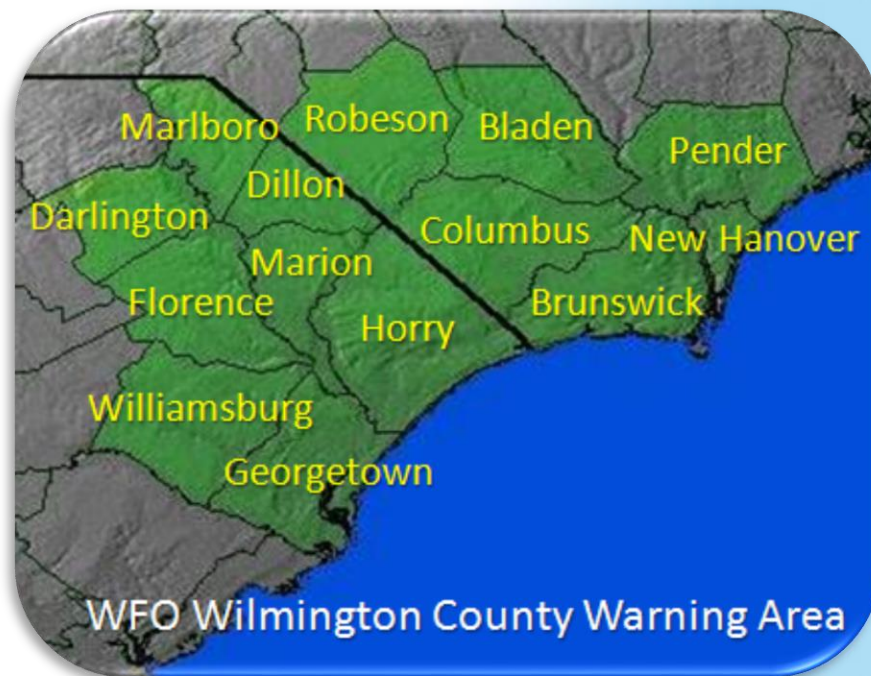 Marlboro
Robeson
Bladen
Pender
Dillon
Darlington
Columbus
New Hanover
Marion
Florence
Brunswick
Horry
Williamsburg
Georgetown
WFO Wilmington County Warning Area